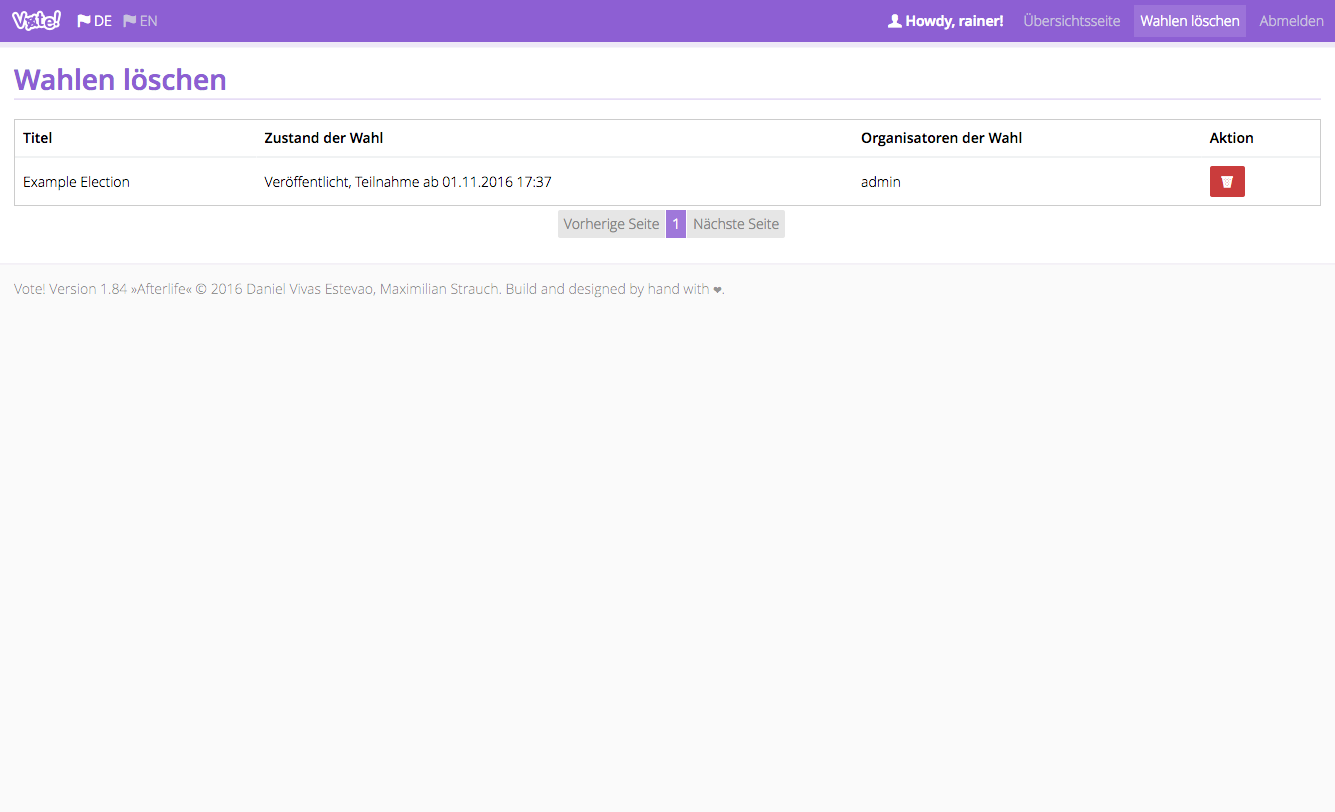 Vote! DE EN Howdy, rainer! Übersichtsseite Wahlen löschen Abmelden
Wahlen löschen
Titel Zustand der Wahl Organisatoren der Wahl Aktion
Example Election Veröffentlicht, Teilnahme ab 01.11.2016 17:37 admin
Vorherige Seite 1 Nächste Seite
Vote! Version 1.84 »Afterlife« © 2016 Daniel Vivas Estevao, Maximilian Strauch. Build and designed by hand with ❤.